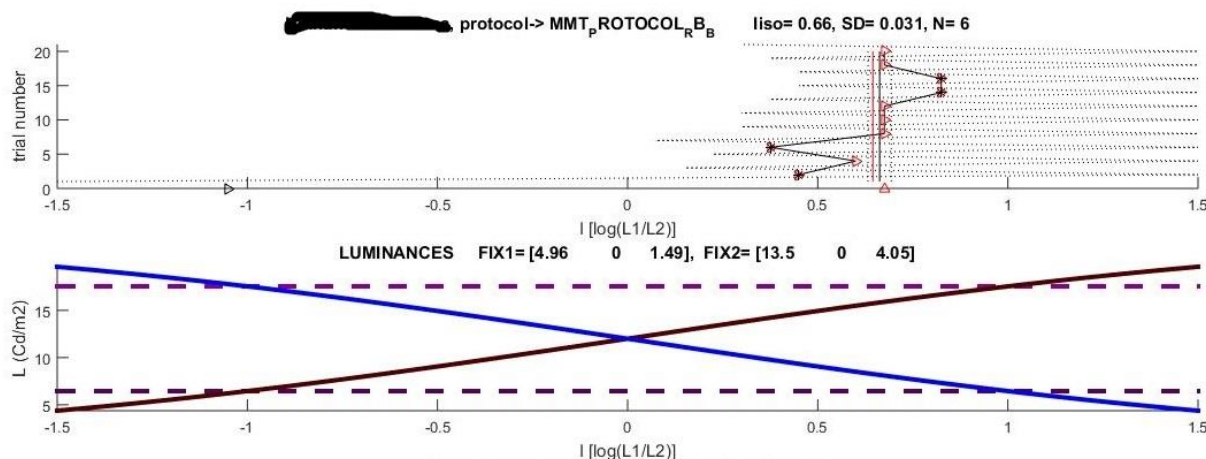 , protocol-> MMT_PROTOCOL_RB_B Iiso= 0.66, SD= 0.031, N= 6
20
15
10
5
0
trial number
-1.5 -1 -0.5 0 0.5 1 1.5
I [log(L1/L2)]
LUMINANCES FIX1= [4.96 0 1.49], FIX2= [13.5 0 4.05]
15
10
5
L (Cd/m2)
-1.5 -1 -0.5 0 0.5 1 1.5
I [log(L1/L2)]